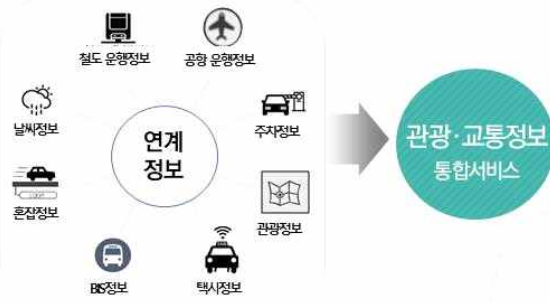 철도 운행정보
공항 운행정보
날씨정보
주차정보
연계
정보
혼잡정보
관광정보
BIS정보
택시정보
관광·교통정보
통합서비스